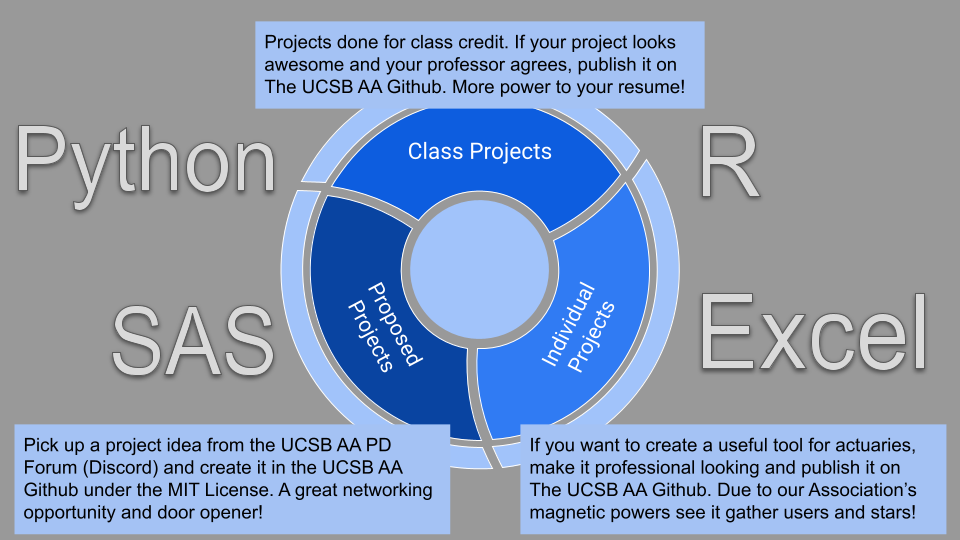 Projects done for class credit. If your project looks
awesome and your professor agrees, publish it on
The UCSB AA Github. More power to your resume!
Python
Class Projects
R
SAS
Proposed
Projects
Individual
Projects
Excel
Pick up a project idea from the UCSB AA PD
Forum (Discord) and create it in the UCSB AA
Github under the MIT License. A great networking
opportunity and door opener!
If you want to create a useful tool for actuaries,
make it professional looking and publish it on
The UCSB AA Github. Due to our Association’s
magnetic powers see it gather users and stars!